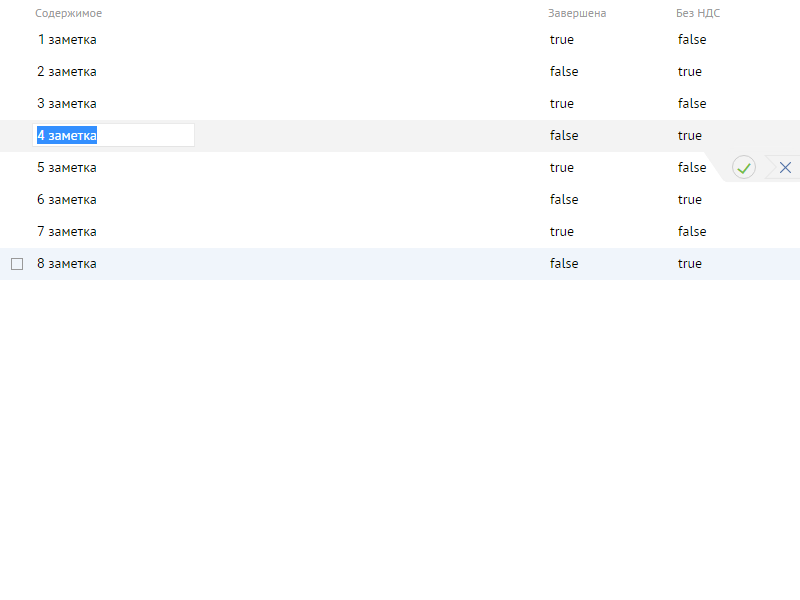 Содержимое Завершена Без НДС
1 заметка true false
2 заметка false true
3 заметка true false
4 заметка false true
5 заметка true false
6 заметка false true
7 заметка true false
8 заметка false true